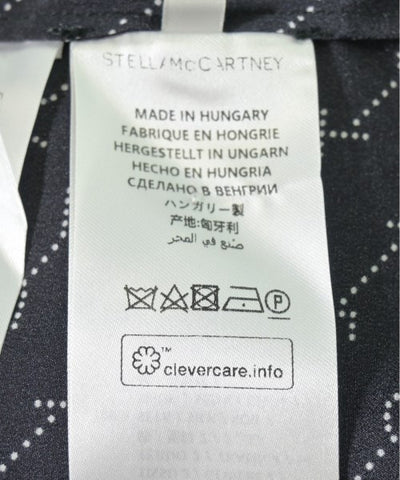 STELLA McCARTNEY
MADE IN HUNGARY
FABRIQUE EN HONGRIE
HERGESTELLT IN UNGARN
HECHO EN HUNGRIA
СДЕЛАНО В ВЕНГРИИ
ハンガリー製
产地:匈牙利
صنع في المجر
P
™
clevercare.info